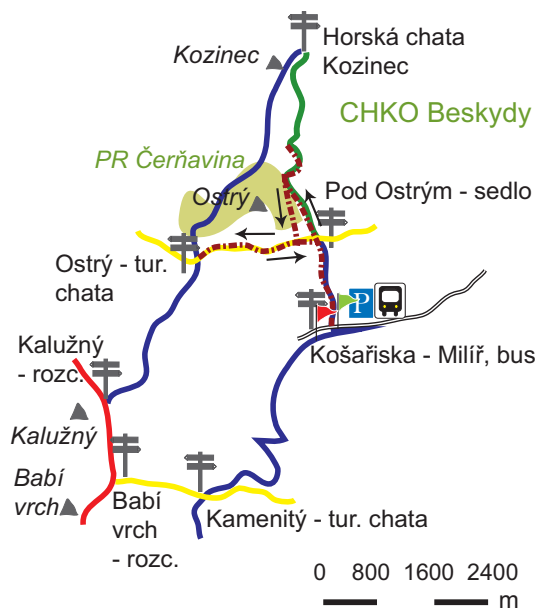 Horská chata
Kozinec
Kozinec
CHKO Beskydy
PR Čerňavina
Ostrý
Pod Ostrým - sedlo
Ostrý - tur.
chata
P
Košařiska - Milíř, bus
Kalužný
- rozc.
Kalužný
Babí
vrch
Babí
vrch
- rozc.
Kamenitý - tur. chata
0 800 1600 2400
m